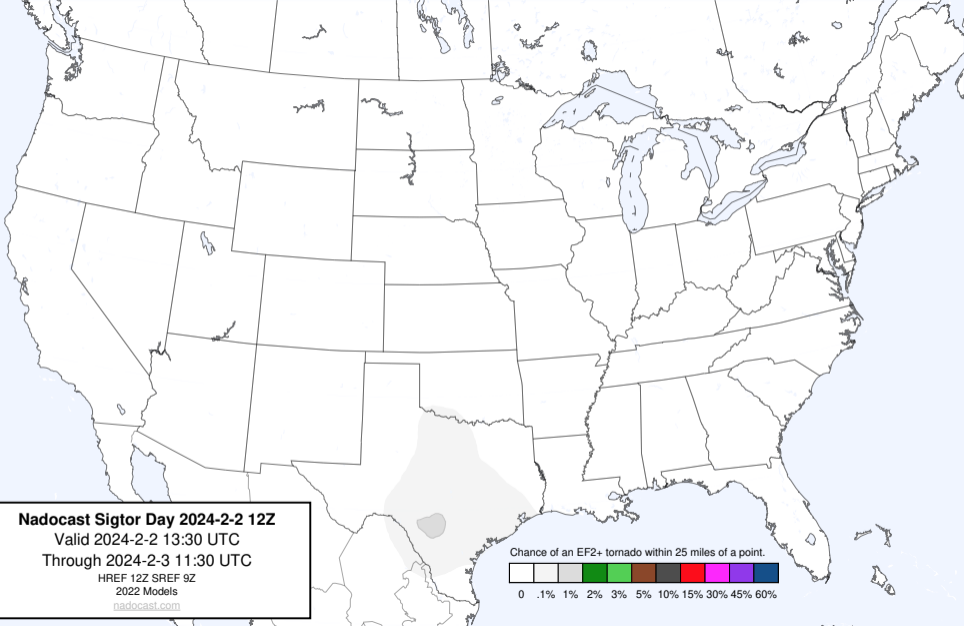 Nadocast Sigtor Day 2024-2-2 12Z
Valid 2024-2-2 13:30 UTC
Through 2024-2-3 11:30 UTC
HREF 12Z SREF 9Z
2022 Models
nadocast.com
Chance of an EF2+ tornado within 25 miles of a point.
0 .1% 1% 2% 3% 5% 10% 15% 30% 45% 60%